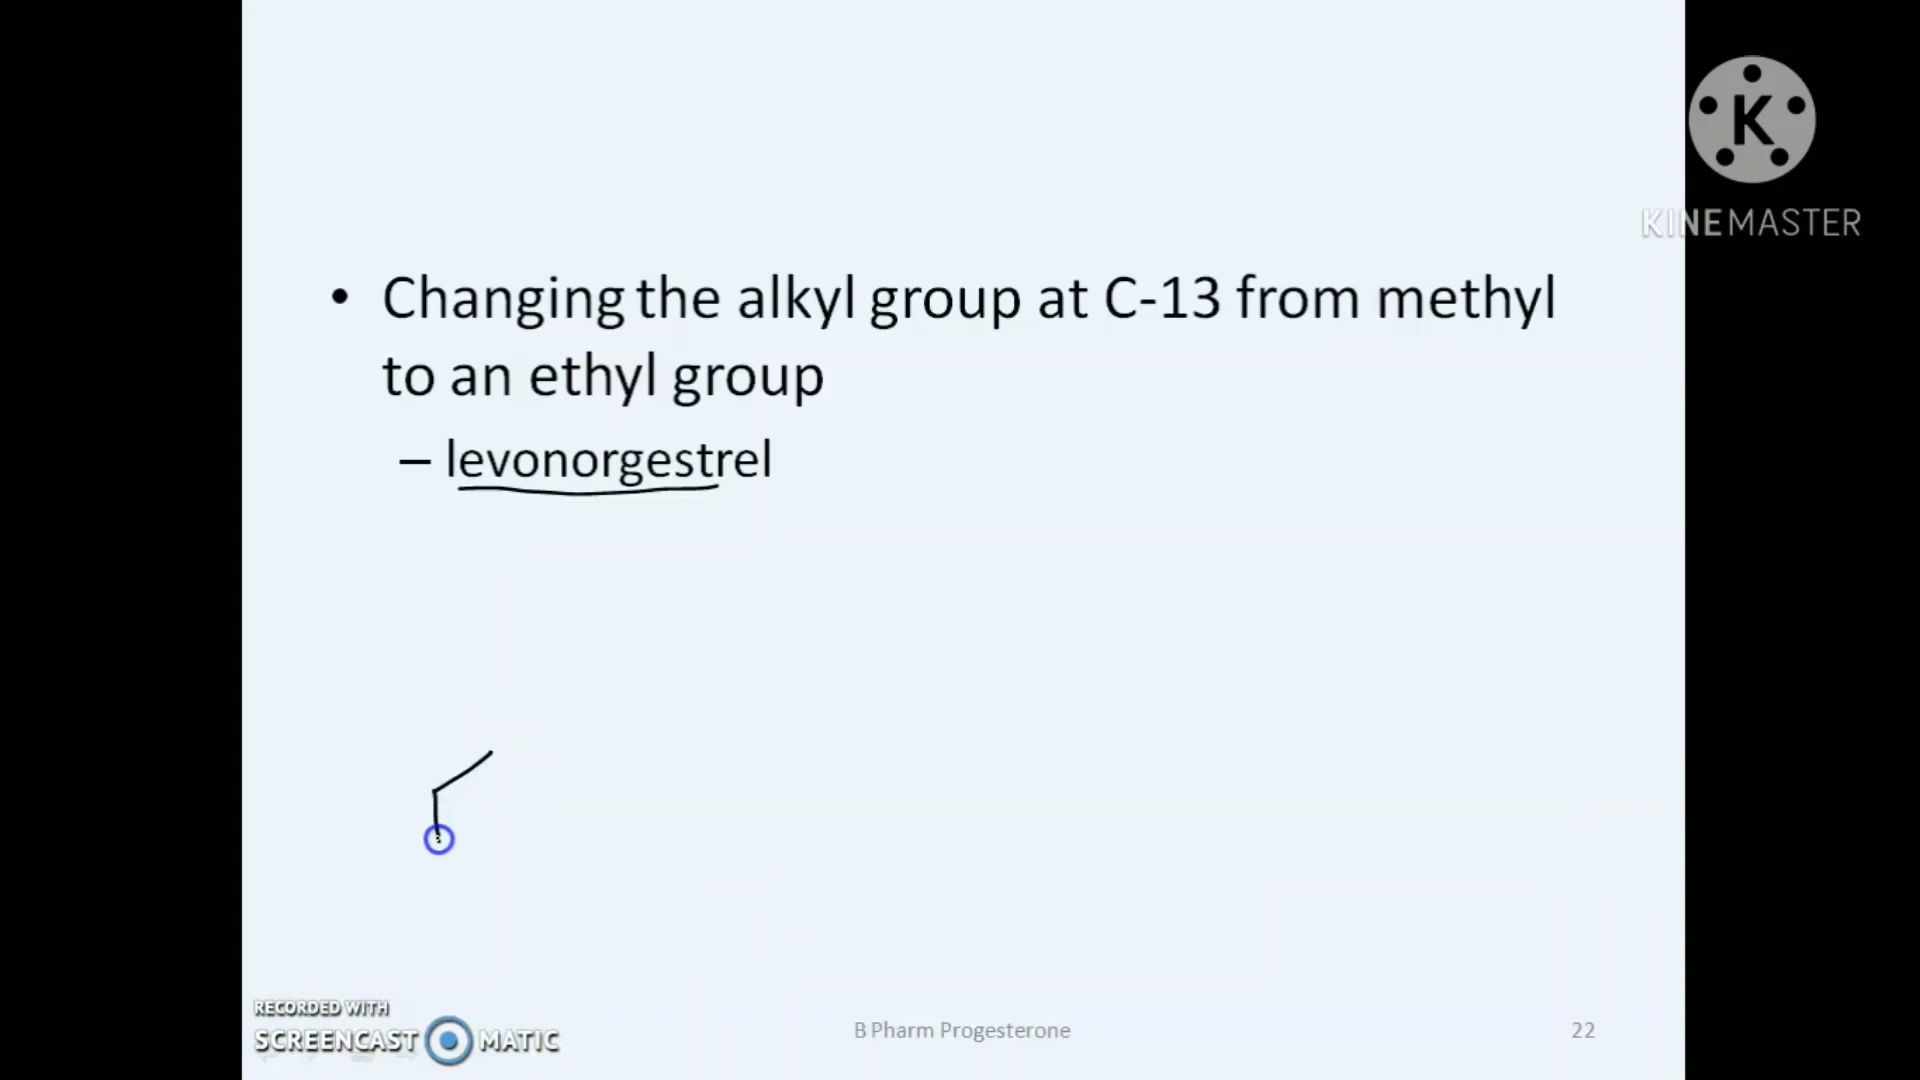 K
KINEMASTER
• Changing the alkyl group at C-13 from methyl
to an ethyl group
– levonorgestrel
RECORDED WITH
SCREENCAST MATIC
B Pharm Progesterone
22